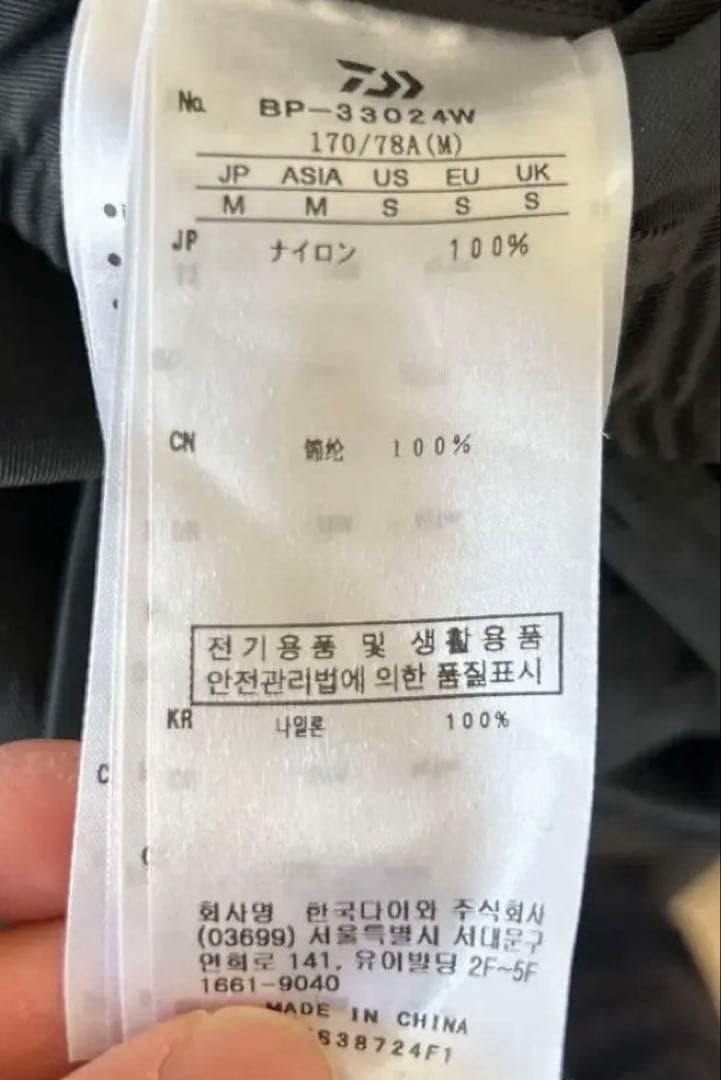 No. BP-33024W
170/78A(M)
JP ASIA US EU UK
M M S S S
JP ナイロン 100%
CN 锦纶 100%
전기용품 및 생활용품
안전관리법에 의한 품질표시
KR 나일론 100%
C
회사명 한국다이와 주식회사
(03699) 서울특별시 서대문구
연희로 141, 유이빌딩 2F~5F
1661-9040
MADE IN CHINA
S38724F1